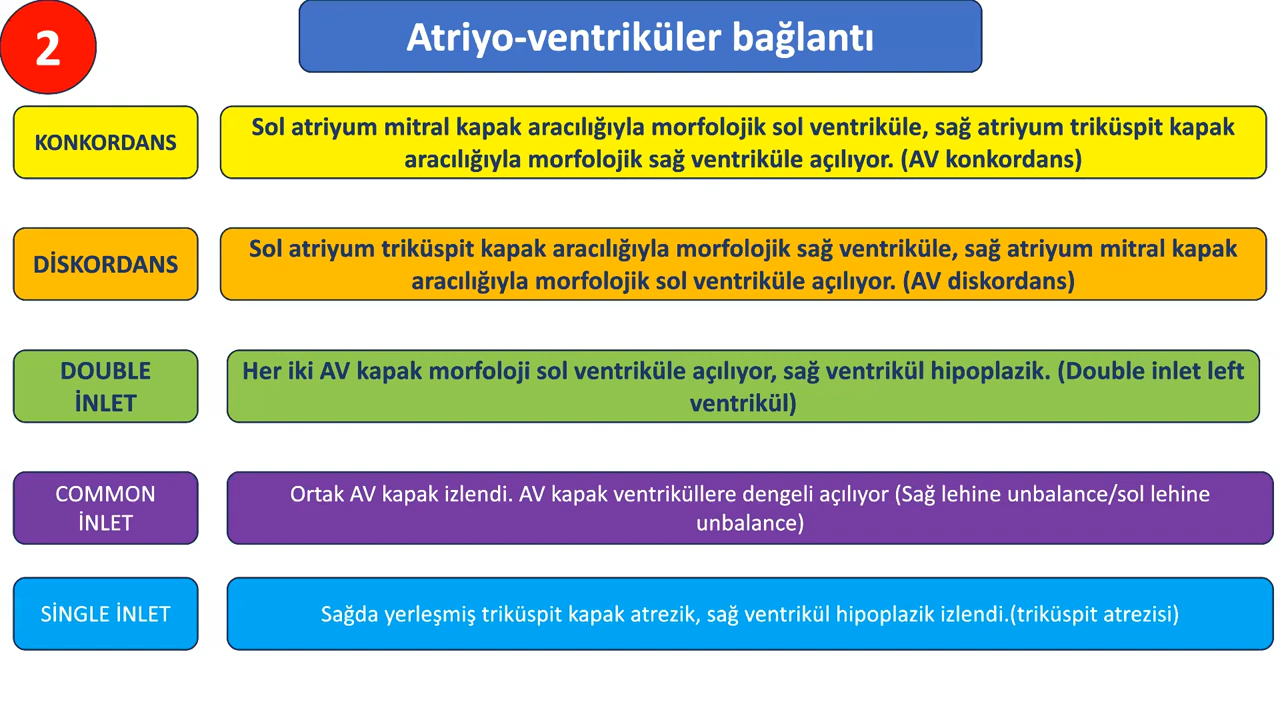 2
Atriyo-ventriküler bağlantı
KONKORDANS
Sol atriyum mitral kapak aracılığıyla morfolojik sol ventriküle, sağ atriyum triküspit kapak
aracılığıyla morfolojik sağ ventriküle açılıyor. (AV konkordans)
DİSKORDANS
Sol atriyum triküspit kapak aracılığıyla morfolojik sağ ventriküle, sağ atriyum mitral kapak
aracılığıyla morfolojik sol ventriküle açılıyor. (AV diskordans)
DOUBLE
İNLET
Her iki AV kapak morfoloji sol ventriküle açılıyor, sağ ventrikül hipoplazik. (Double inlet left
ventrikül)
COMMON
İNLET
Ortak AV kapak izlendi. AV kapak ventriküllere dengeli açılıyor (Sağ lehine unbalance/sol lehine
unbalance)
SİNGLE İNLET
Sağda yerleşmiş triküspit kapak atrezik, sağ ventrikül hipoplazik izlendi.(triküspit atrezisi)